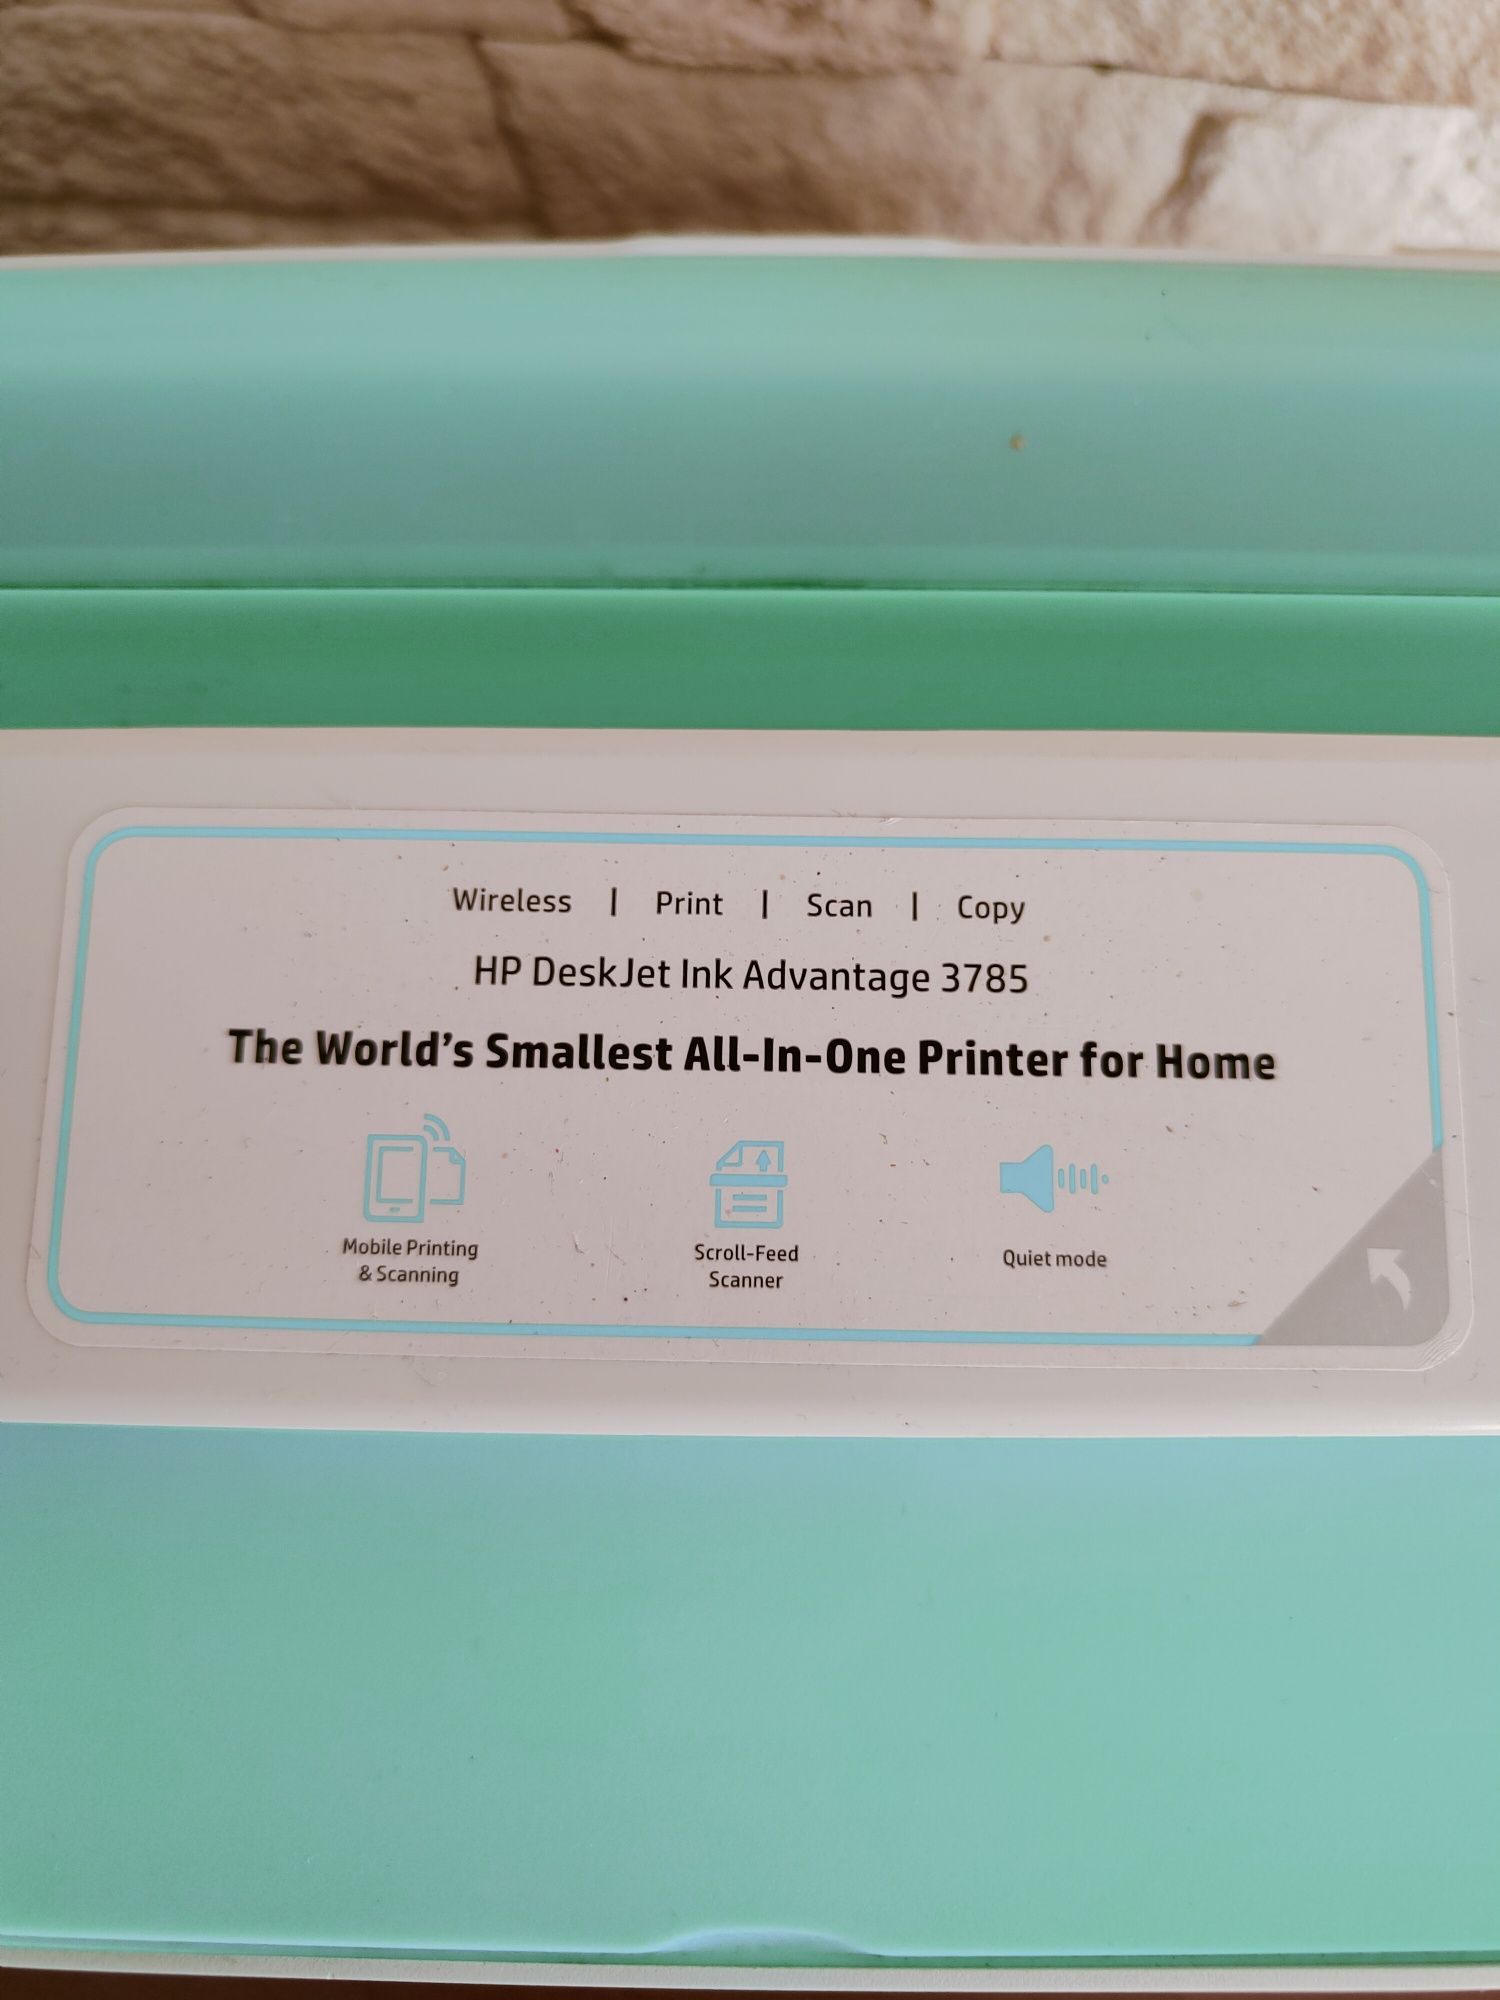 Wireless | Print | Scan | Copy
HP DeskJet Ink Advantage 3785
The World's Smallest All-In-One Printer for Home
Mobile Printing
& Scanning
Scroll-Feed
Scanner
Quiet mode